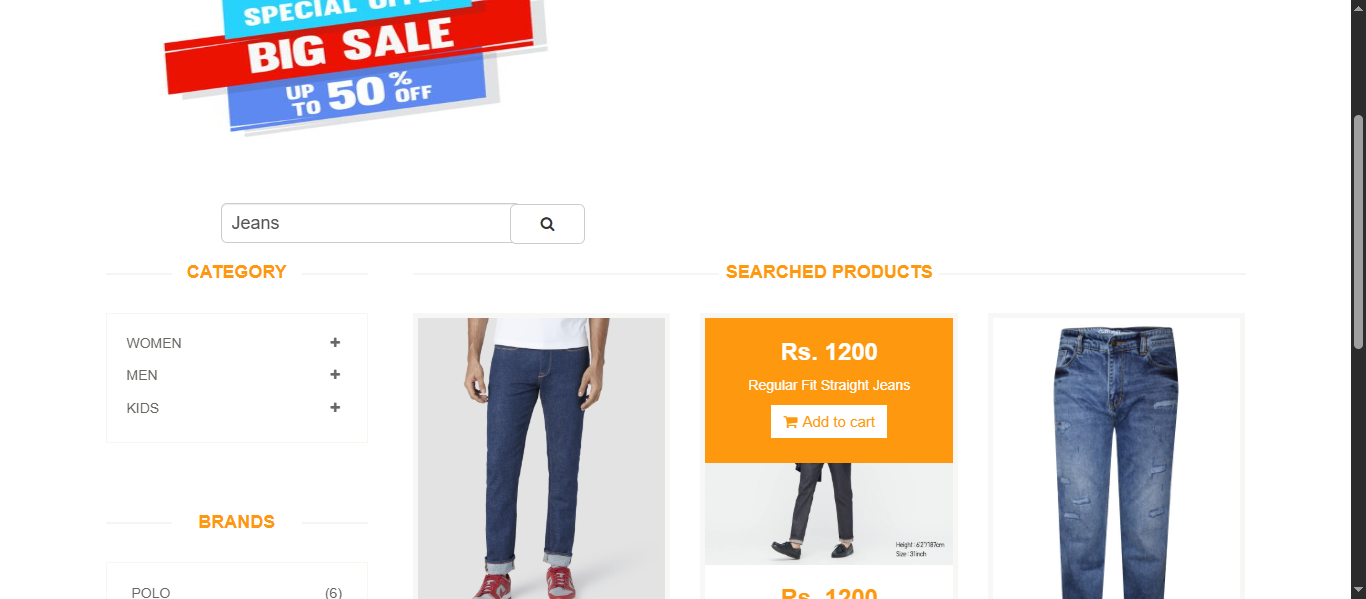 SPECIAL OFFER
BIG SALE
UP TO 50% OFF
Jeans
CATEGORY
SEARCHED PRODUCTS
WOMEN
MEN
KIDS
Rs. 1200
Regular Fit Straight Jeans
Add to cart
Height : 6'2"/187cm
Size : 31inch
BRANDS
POLO (6)
Rs. 1200